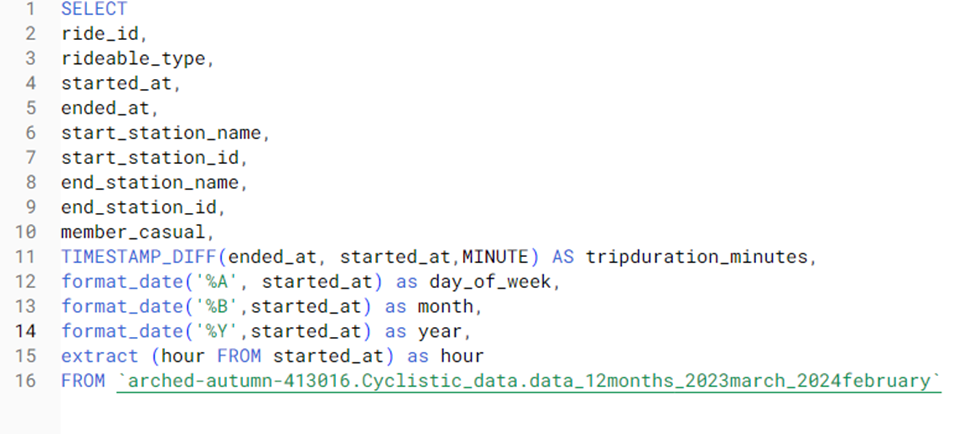 1 SELECT
2 ride_id,
3 rideable_type,
4 started_at,
5 ended_at,
6 start_station_name,
7 start_station_id,
8 end_station_name,
9 end_station_id,
10 member_casual,
11 TIMESTAMP_DIFF(ended_at, started_at,MINUTE) AS tripduration_minutes,
12 format_date('%A', started_at) as day_of_week,
13 format_date('%B',started_at) as month,
14 format_date('%Y',started_at) as year,
15 extract (hour FROM started_at) as hour
16 FROM `arched-autumn-413016.Cyclistic_data.data_12months_2023march_2024february`